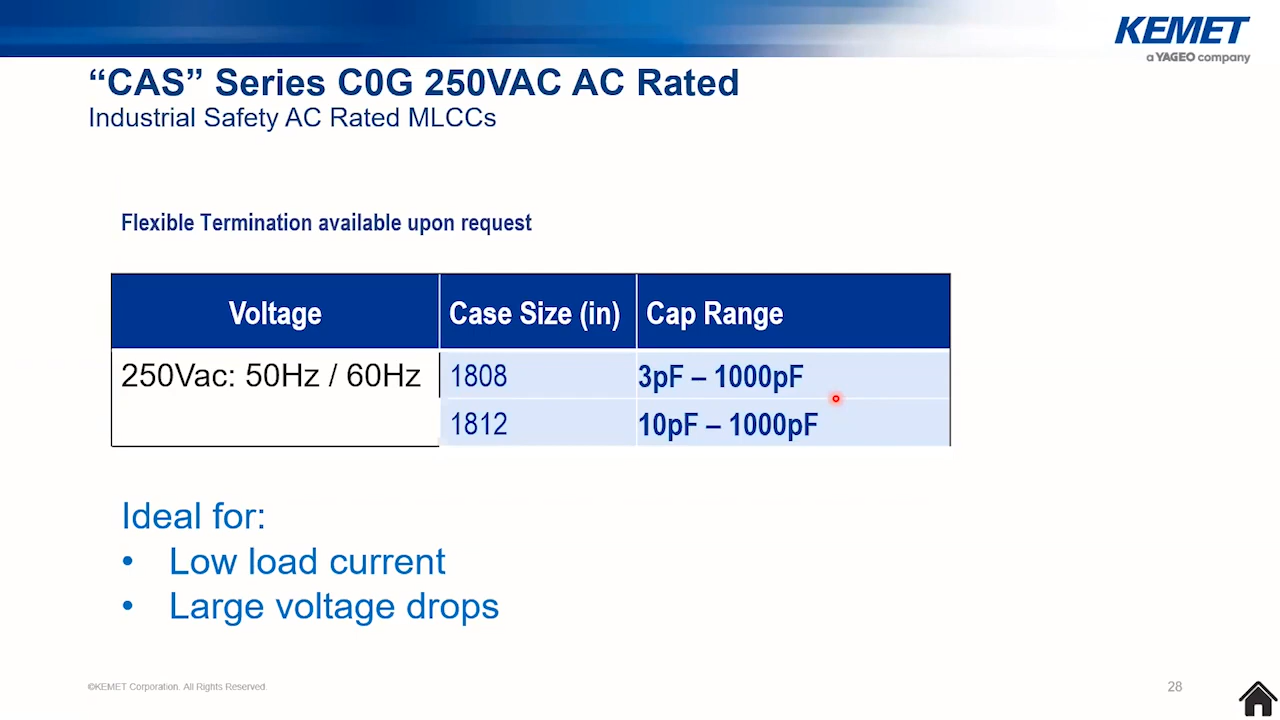 KEMET
a YAGEO company
“CAS” Series C0G 250VAC AC Rated
Industrial Safety AC Rated MLCCs
Flexible Termination available upon request
Voltage Case Size (in) Cap Range
250Vac: 50Hz / 60Hz 1808 3pF – 1000pF
1812 10pF – 1000pF
Ideal for:
• Low load current
• Large voltage drops
©KEMET Corporation. All Rights Reserved.
28